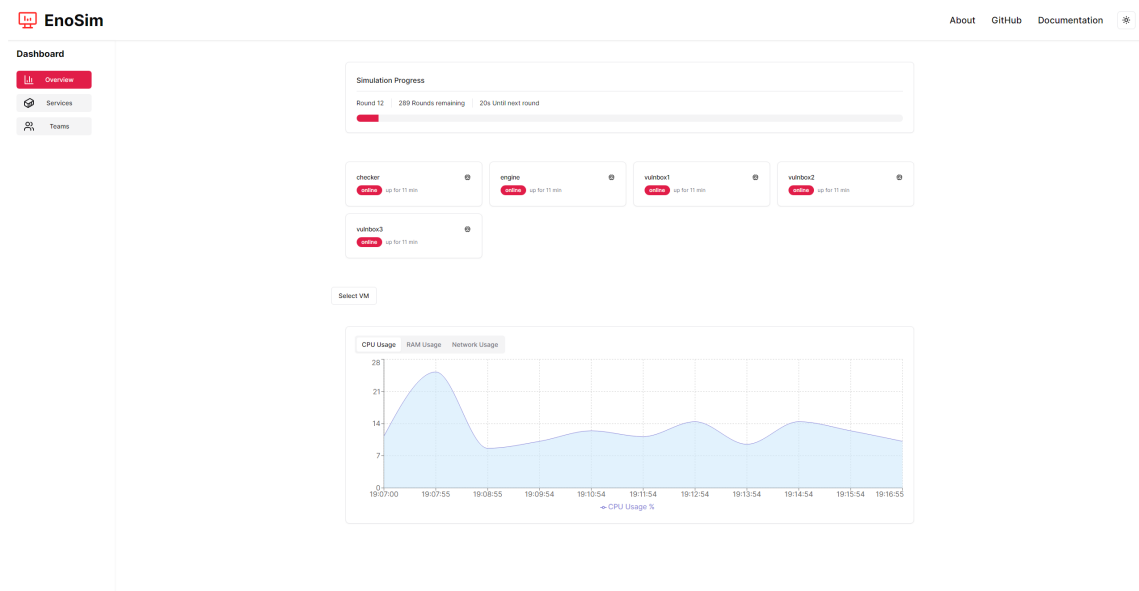 EnoSim
About GitHub Documentation
Dashboard
Overview
Services
Teams
Simulation Progress
Round 12 289 Rounds remaining 20s Until next round
checker
online up for 11 min
engine
online up for 11 min
vulnbox1
online up for 11 min
vulnbox2
online up for 11 min
vulnbox3
online up for 11 min
Select VM
CPU Usage RAM Usage Network Usage
28
21
14
7
0
19:07:00 19:07:55 19:08:55 19:09:54 19:10:54 19:11:54 19:12:54 19:13:54 19:14:54 19:15:54 19:16:55
CPU Usage %